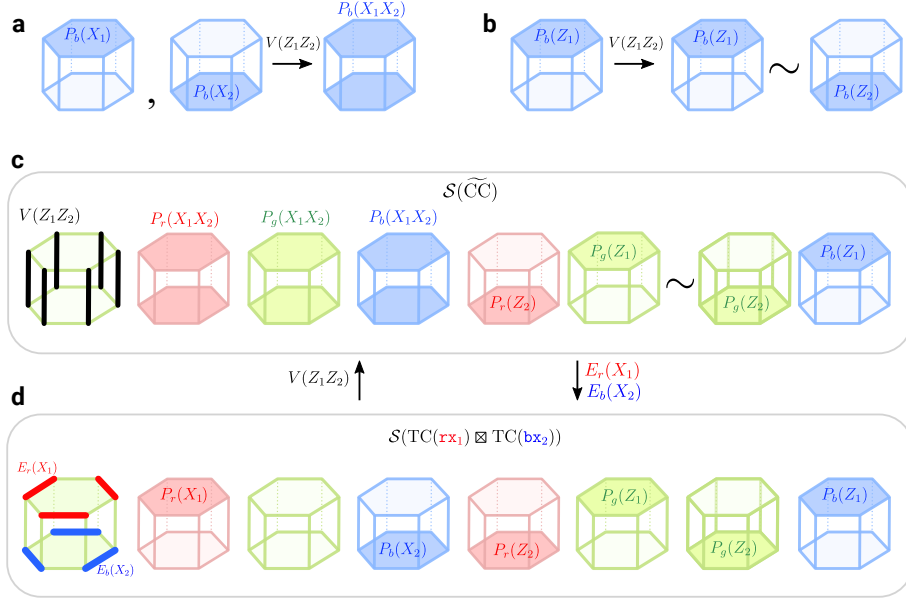 a
P_b(X_1)
,
P_b(X_2)
V(Z_1Z_2)
P_b(X_1X_2)
b
P_b(Z_1)
V(Z_1Z_2)
P_b(Z_1)
~
P_b(Z_2)
c
S(C͂C)
V(Z_1Z_2)
P_r(X_1X_2)
P_g(X_1X_2)
P_b(X_1X_2)
P_r(Z_2)
P_g(Z_1)
~
P_g(Z_2)
P_b(Z_1)
V(Z_1Z_2)
E_r(X_1)
E_b(X_2)
d
S(TC(rx_1) ⊠ TC(bx_2))
E_r(X_1)
E_b(X_2)
P_r(X_1)
P_b(X_2)
P_r(Z_2)
P_g(Z_1)
P_g(Z_2)
P_b(Z_1)